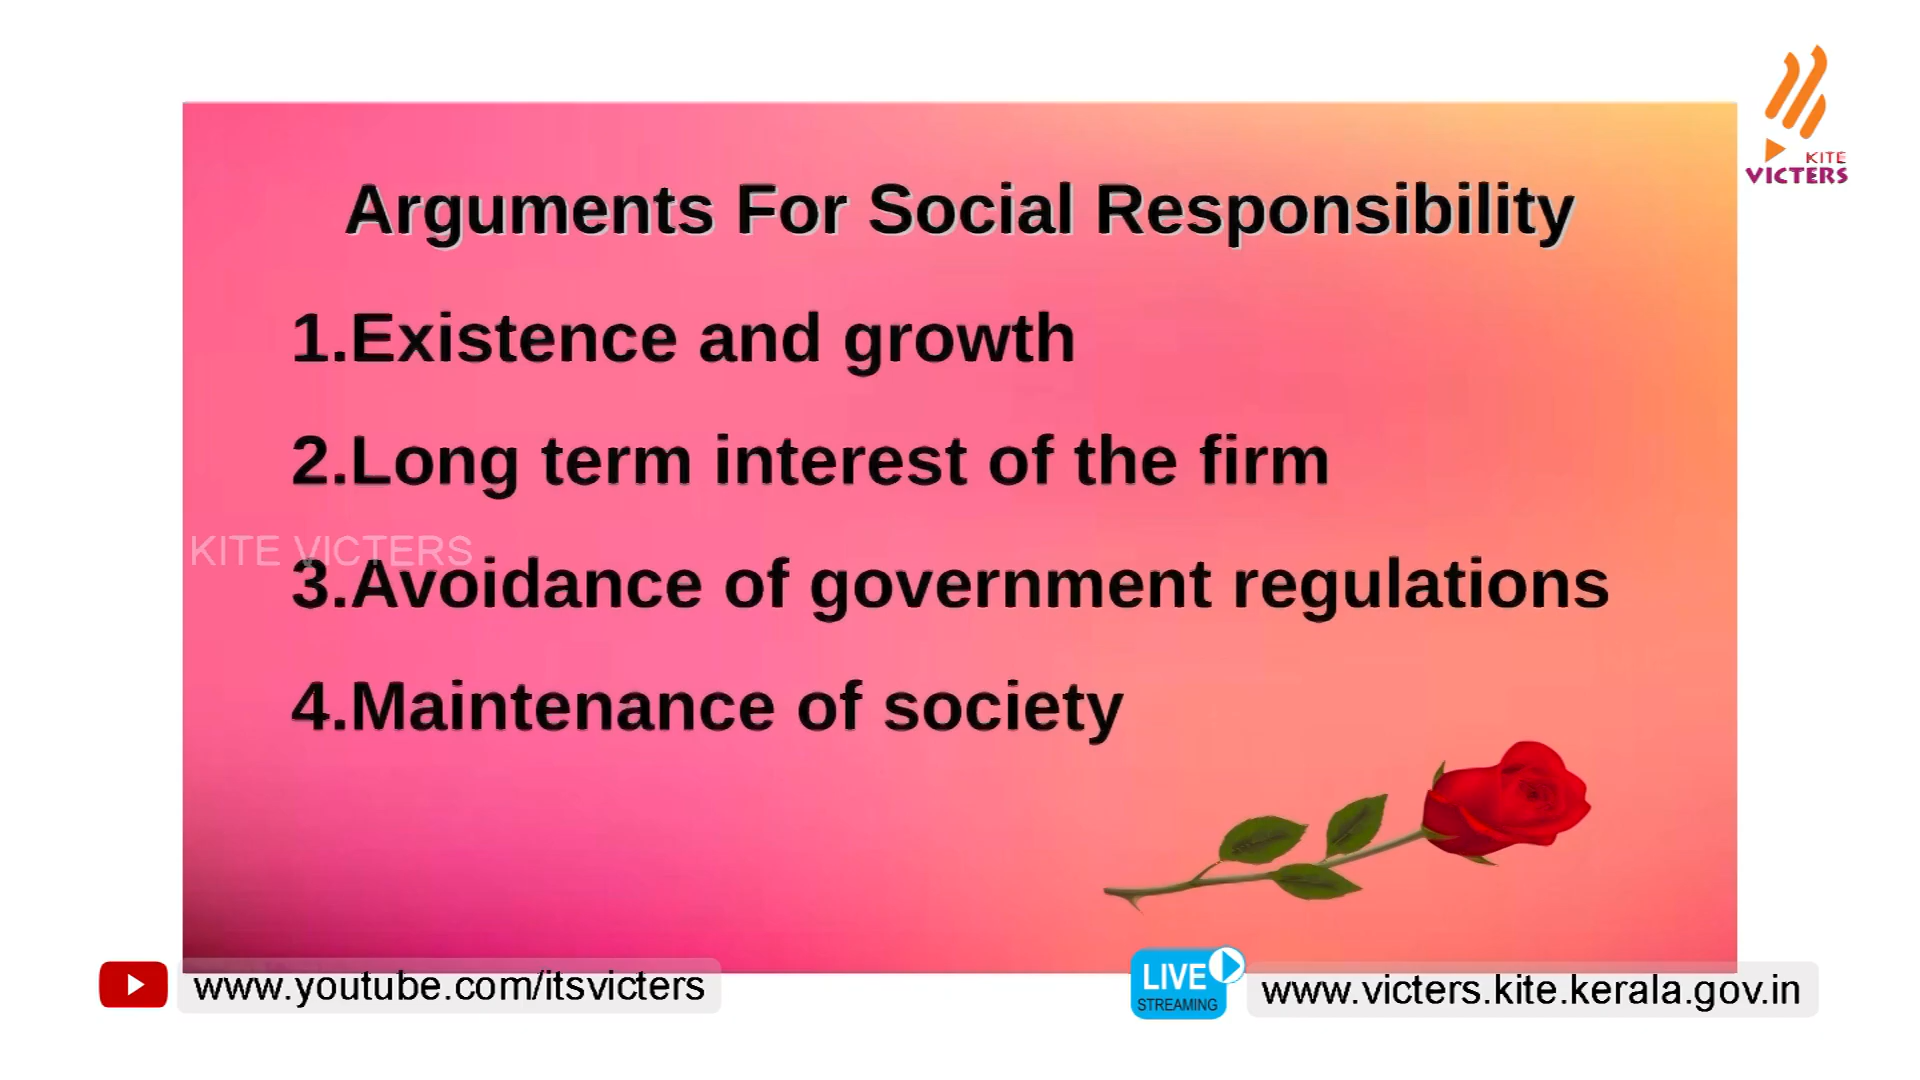 KITE
VICTERS
Arguments For Social Responsibility
1.Existence and growth
2.Long term interest of the firm
KITE VICTERS
3.Avoidance of government regulations
4.Maintenance of society
www.youtube.com/itsvicters
LIVE
STREAMING
www.victers.kite.kerala.gov.in